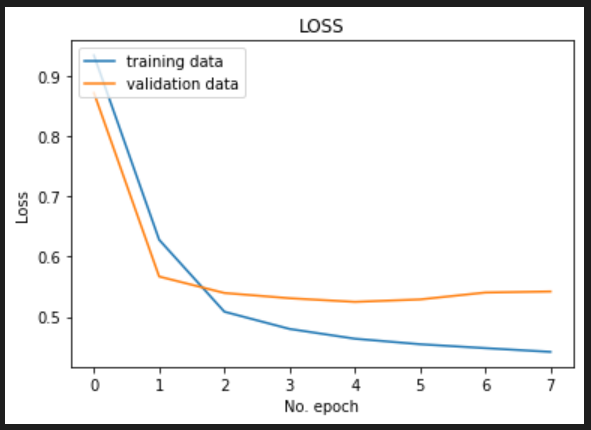 LOSS
training data
validation data
0.9
0.8
0.7
0.6
0.5
Loss
0 1 2 3 4 5 6 7
No. epoch